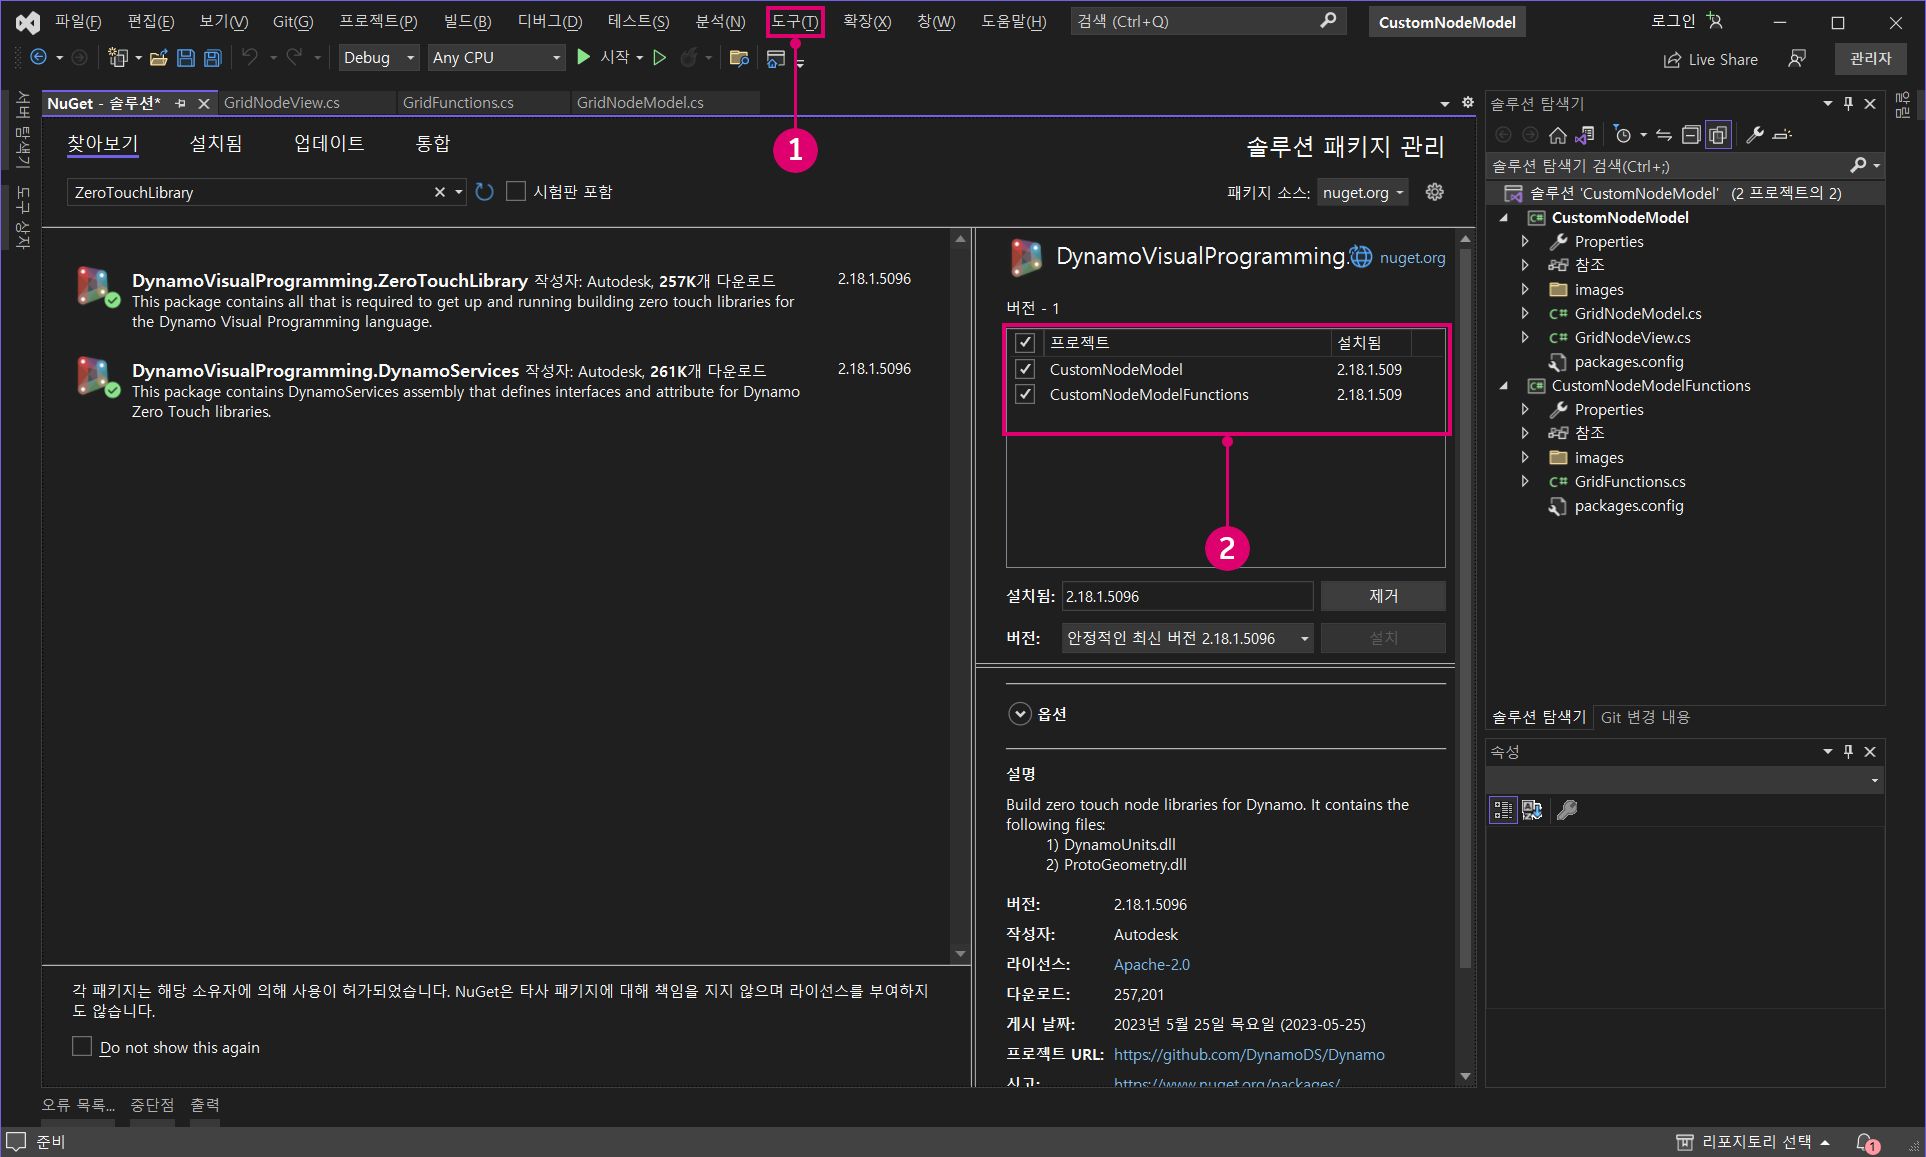 파일(F) 편집(E) 보기(V) Git(G) 프로젝트(P) 빌드(B) 디버그(D) 테스트(S) 분석(N) 도구(T) 확장(X) 창(W) 도움말(H) 검색 (Ctrl+Q) CustomNodeModel 로그인
Debug Any CPU 시작 Live Share 관리자
서버 탐색기
도구 상자
NuGet - 솔루션* GridNodeView.cs GridFunctions.cs GridNodeModel.cs
찾아보기 설치됨 업데이트 통합
1
솔루션 패키지 관리
ZeroTouchLibrary 시험판 포함
패키지 소스: nuget.org
DynamoVisualProgramming.ZeroTouchLibrary 작성자: Autodesk, 257K개 다운로드 2.18.1.5096
This package contains all that is required to get up and running building zero touch libraries for
the Dynamo Visual Programming language.
DynamoVisualProgramming.DynamoServices 작성자: Autodesk, 261K개 다운로드 2.18.1.5096
This package contains DynamoServices assembly that defines interfaces and attribute for Dynamo
Zero Touch libraries.
각 패키지는 해당 소유자에 의해 사용이 허가되었습니다. NuGet은 타사 패키지에 대해 책임을 지지 않으며 라이선스를 부여하지
도 않습니다.
Do not show this again
DynamoVisualProgramming. nuget.org
버전 - 1
프로젝트 설치됨
CustomNodeModel 2.18.1.509
CustomNodeModelFunctions 2.18.1.509
2
설치됨: 2.18.1.5096 제거
버전: 안정적인 최신 버전 2.18.1.5096 설치
옵션
설명
Build zero touch node libraries for Dynamo. It contains the
following files:
1) DynamoUnits.dll
2) ProtoGeometry.dll
버전: 2.18.1.5096
작성자: Autodesk
라이선스: Apache-2.0
다운로드: 257,201
게시 날짜: 2023년 5월 25일 목요일 (2023-05-25)
프로젝트 URL: https://github.com/DynamoDS/Dynamo
신고: https://www.nuget.org/packages/
솔루션 탐색기
솔루션 탐색기 검색(Ctrl+;)
솔루션 'CustomNodeModel' (2 프로젝트의 2)
C# CustomNodeModel
Properties
참조
images
C# GridNodeModel.cs
C# GridNodeView.cs
packages.config
C# CustomNodeModelFunctions
Properties
참조
images
C# GridFunctions.cs
packages.config
솔루션 탐색기 Git 변경 내용
속성
알림
오류 목록... 중단점 출력
준비 리포지토리 선택 1